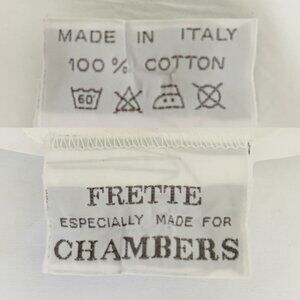 MADE IN ITALY
100% COTTON
60°
FRETTE
ESPECIALLY MADE FOR
CHAMBERS